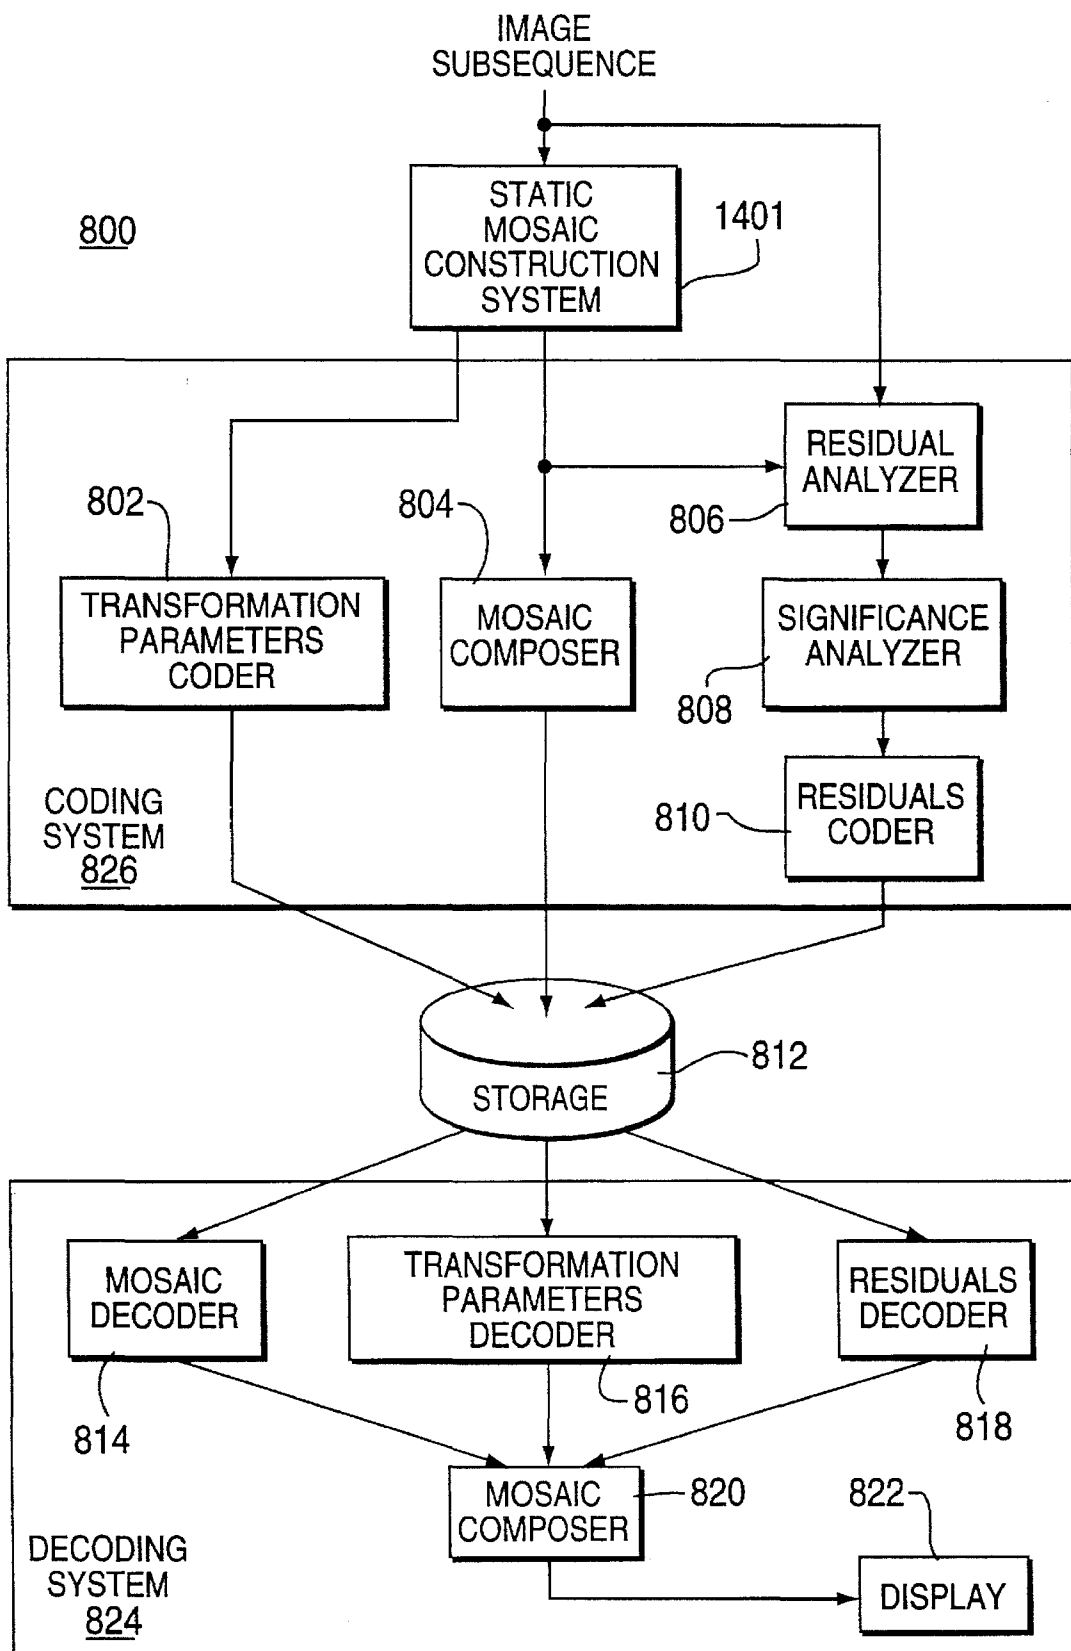 IMAGE
SUBSEQUENCE
STATIC
MOSAIC
CONSTRUCTION
SYSTEM
1401
800
RESIDUAL
ANALYZER
806
802
804
TRANSFORMATION
PARAMETERS
CODER
MOSAIC
COMPOSER
SIGNIFICANCE
ANALYZER
808
RESIDUALS
CODER
810
CODING
SYSTEM
826
812
STORAGE
MOSAIC
DECODER
814
TRANSFORMATION
PARAMETERS
DECODER
816
RESIDUALS
DECODER
818
MOSAIC
COMPOSER
820
822
DISPLAY
DECODING
SYSTEM
824